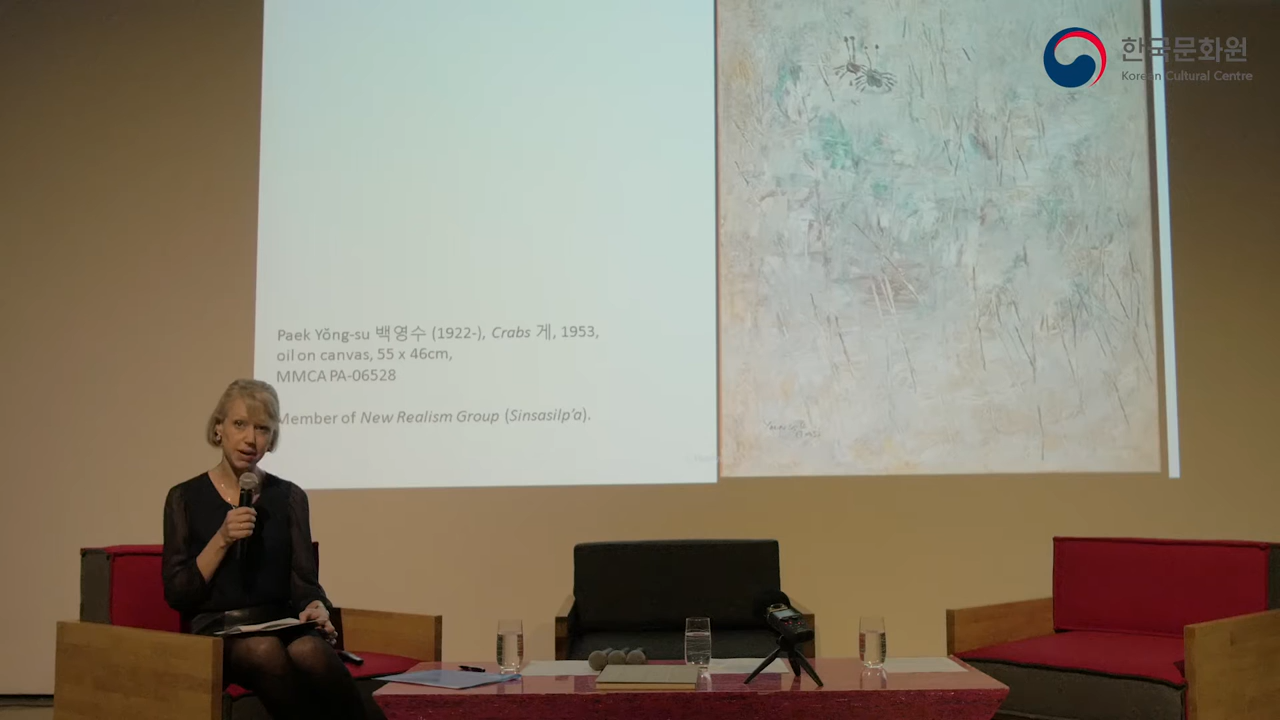 한국문화원
Korean Cultural Centre
Paek Yŏng-su 백영수 (1922-), Crabs 게, 1953,
oil on canvas, 55 x 46cm,
MMCA PA-06528
Member of New Realism Group (Sinsasilp'a).